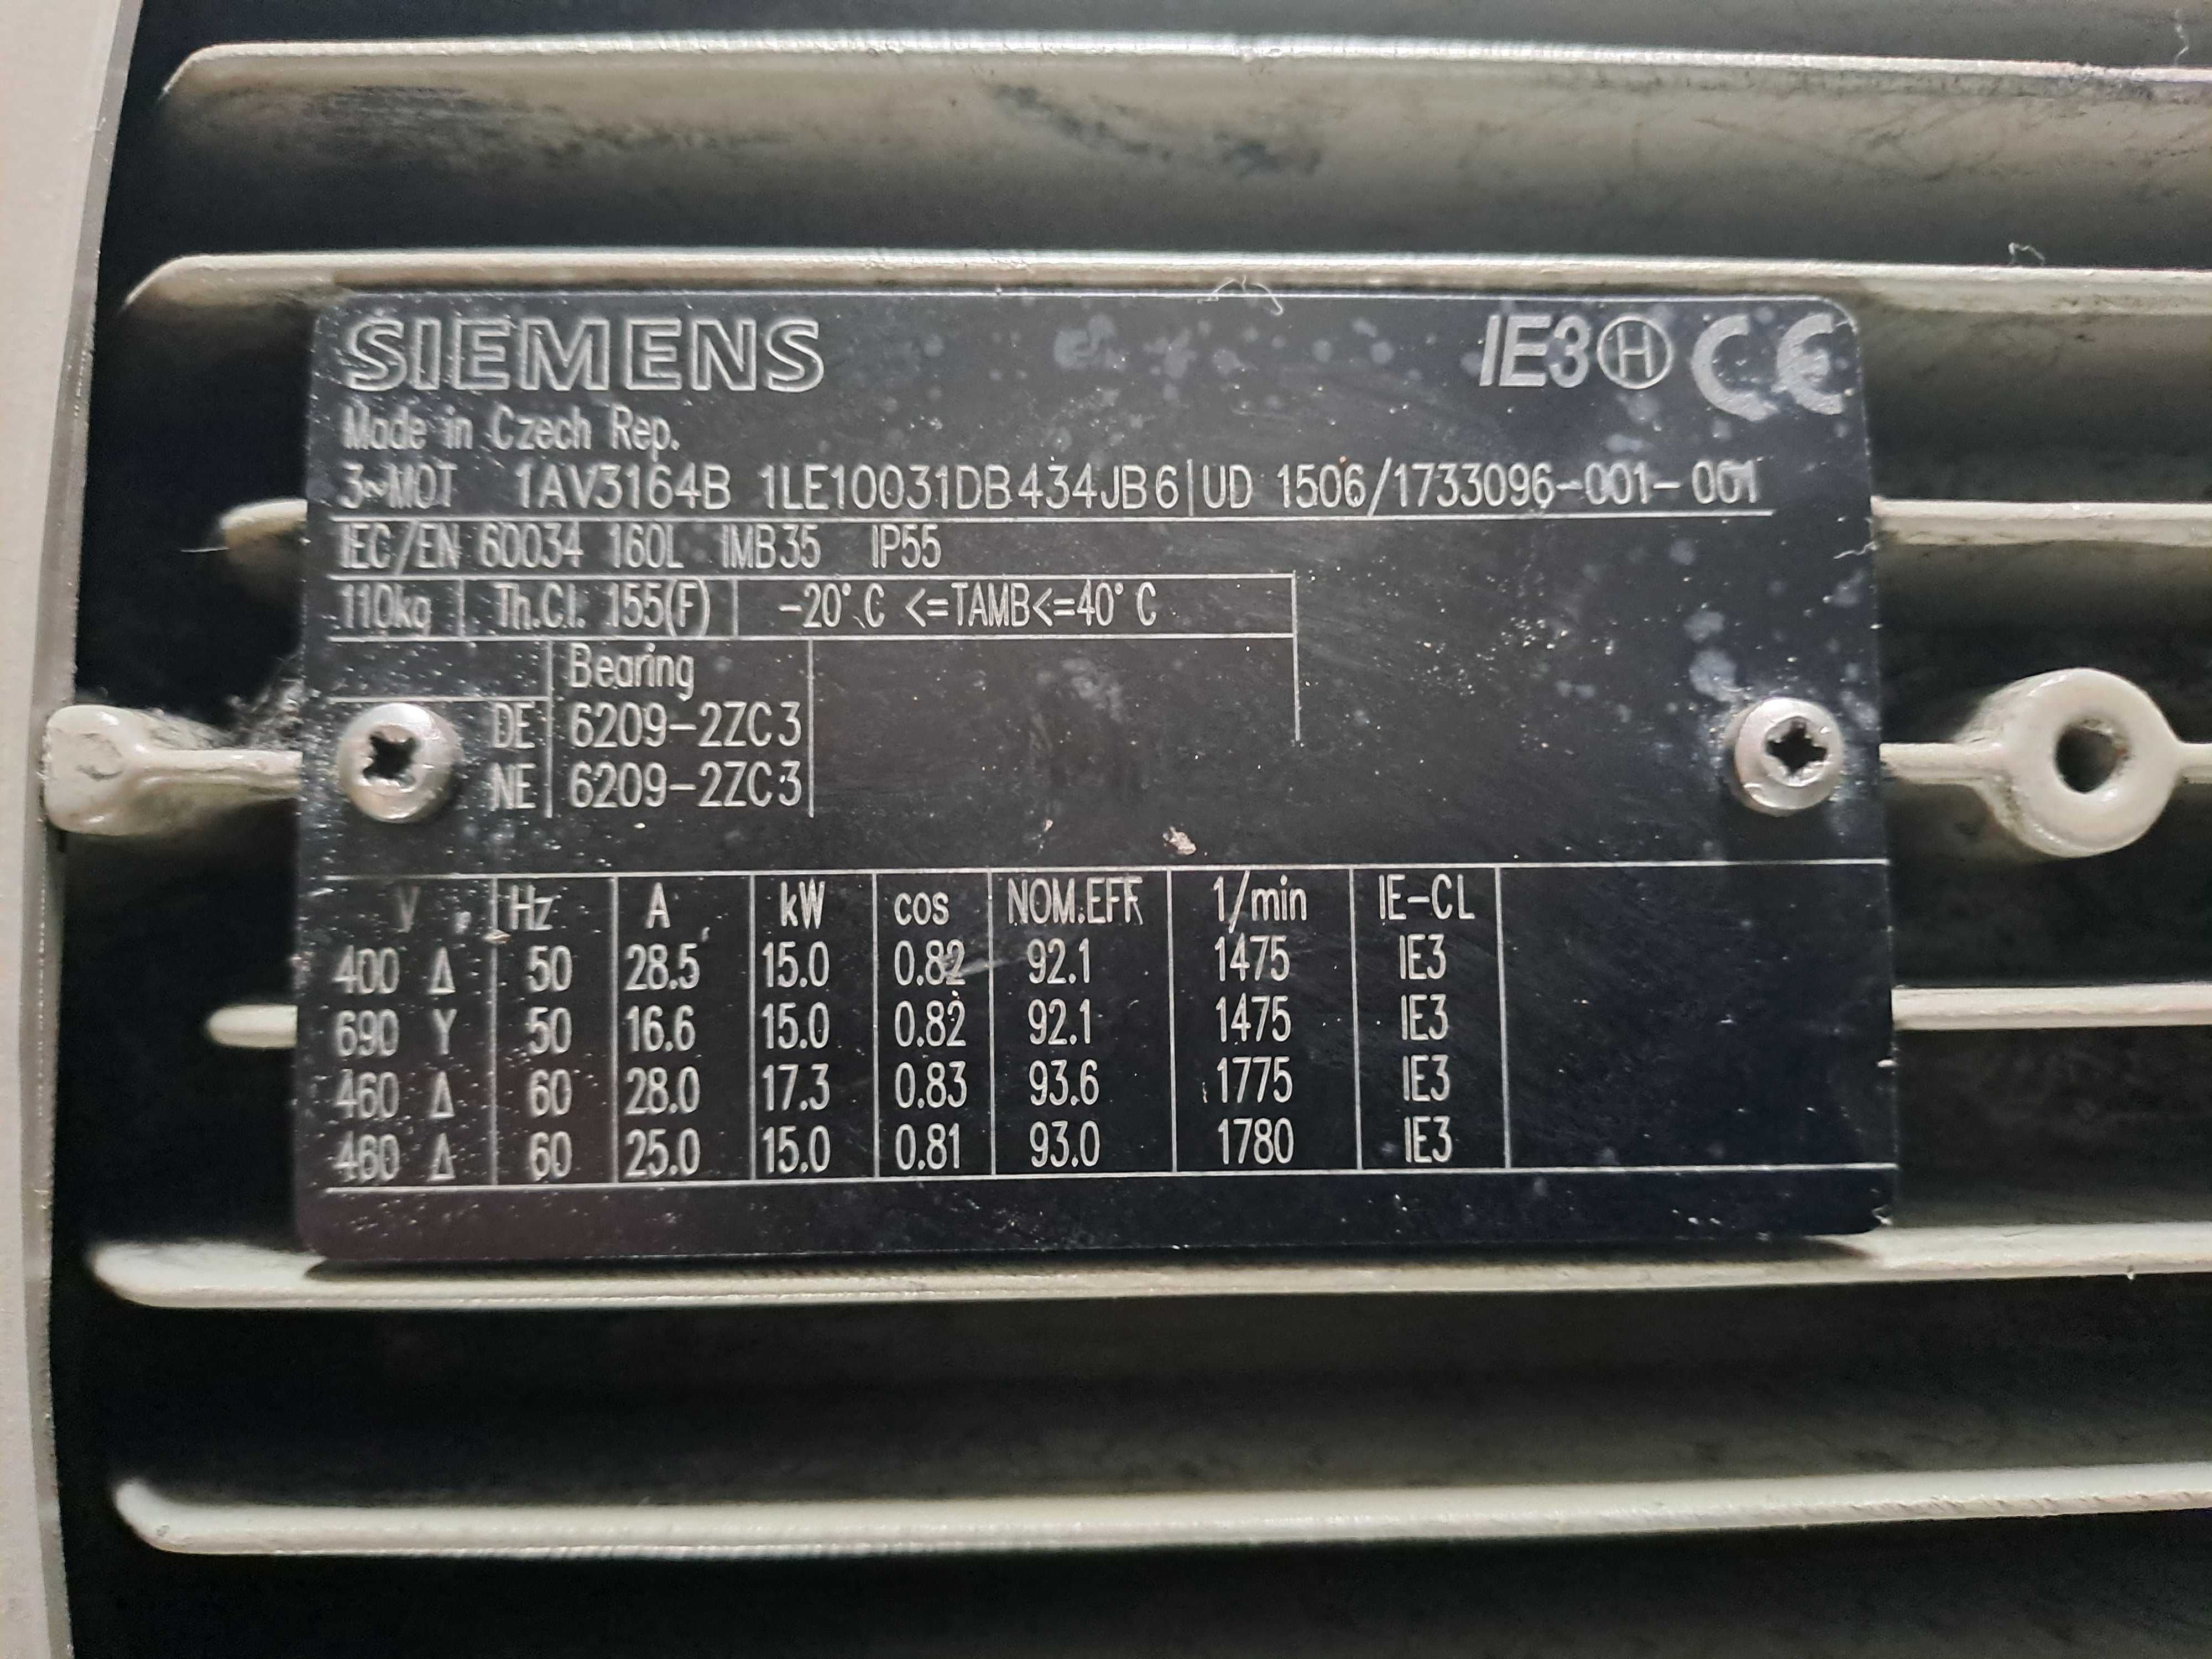 SIEMENS IE3 H CE
Made in Czech Rep.
3~MOT 1AV3164B 1LE10031DB434JB6 UD 1506/1733096-001-001
IEC/EN 60034 160L IMB35 IP55
110kg Th.Cl. 155(F) -20°C <=TAMB<=40°C
Bearing
DE 6209-2ZC3
NE 6209-2ZC3
V Hz A kW cos NOM.EFF 1/min IE-CL
400 Δ 50 28.5 15.0 0.82 92.1 1475 IE3
690 Y 50 16.6 15.0 0.82 92.1 1475 IE3
460 Δ 60 28.0 17.3 0.83 93.6 1775 IE3
460 Δ 60 25.0 15.0 0.81 93.0 1780 IE3